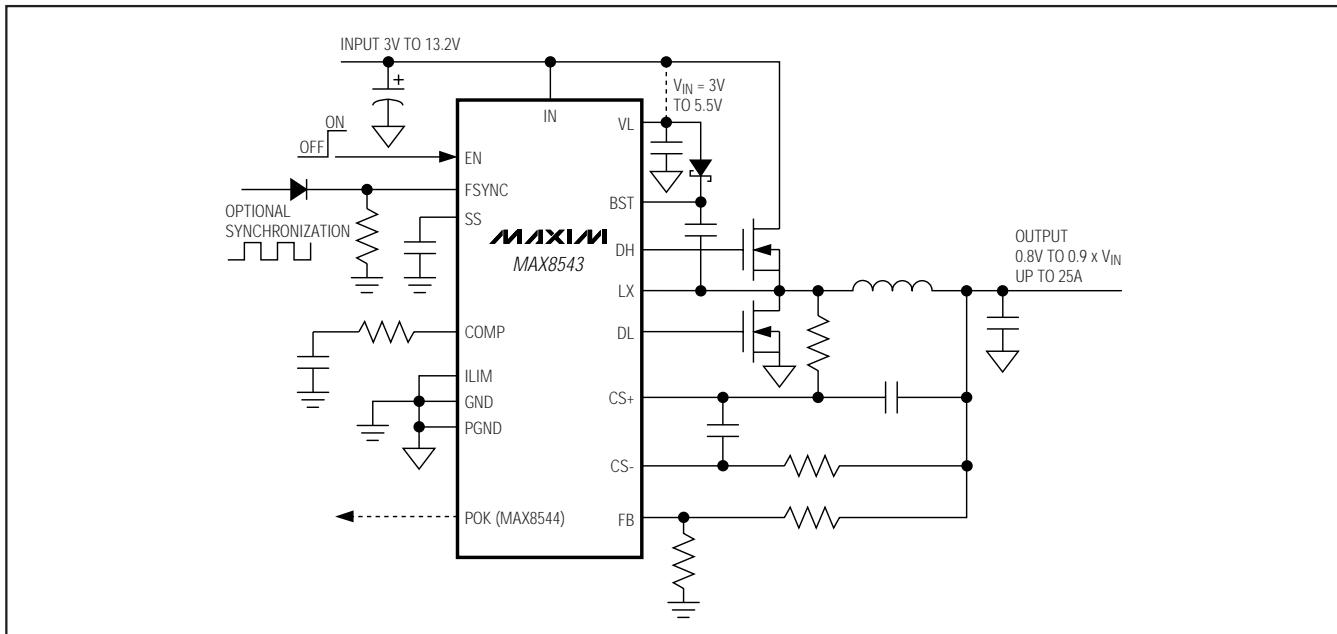 INPUT 3V TO 13.2V
+
VIN = 3V
TO 5.5V
IN
VL
ON
OFF
EN
FSYNC
BST
OPTIONAL
SYNCHRONIZATION
SS
MAXIM
MAX8543
DH
OUTPUT
0.8V TO 0.9 x VIN
UP TO 25A
LX
COMP
DL
ILIM
GND
CS+
PGND
CS-
POK (MAX8544)
FB